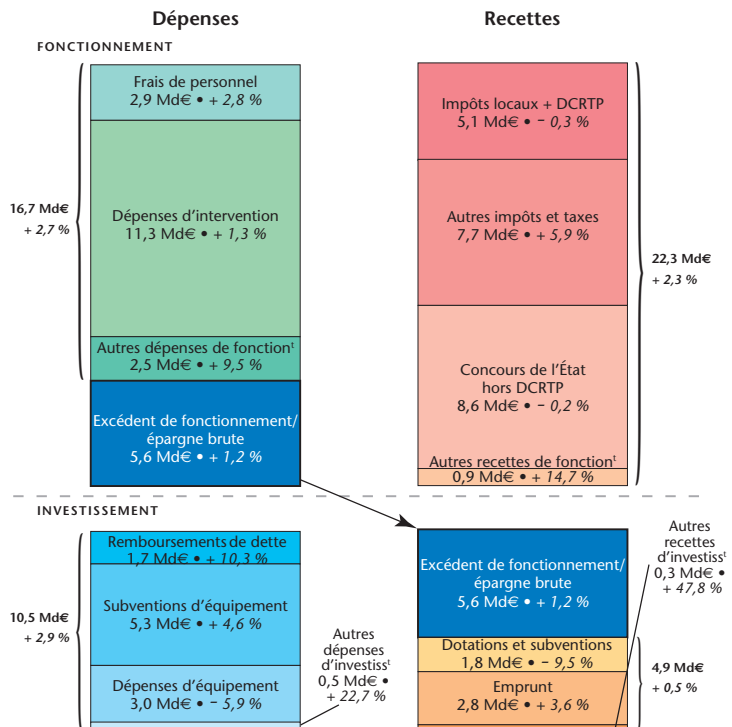 Dépenses
Recettes
FONCTIONNEMENT
Frais de personnel
2,9 Md€ • + 2,8 %
Dépenses d'intervention
11,3 Md€ • + 1,3 %
16,7 Md€
+ 2,7 %
Autres dépenses de fonctionᵗ
2,5 Md€ • + 9,5 %
Excédent de fonctionnement/
épargne brute
5,6 Md€ • + 1,2 %
Impôts locaux + DCRTP
5,1 Md€ • – 0,3 %
Autres impôts et taxes
7,7 Md€ • + 5,9 %
22,3 Md€
+ 2,3 %
Concours de l'État
hors DCRTP
8,6 Md€ • – 0,2 %
Autres recettes de fonctionᵗ
0,9 Md€ • + 14,7 %
INVESTISSEMENT
Remboursements de dette
1,7 Md€ • + 10,3 %
Subventions d'équipement
5,3 Md€ • + 4,6 %
10,5 Md€
+ 2,9 %
Dépenses d'équipement
3,0 Md€ • – 5,9 %
Autres
dépenses
d'investissᵗ
0,5 Md€ •
+ 22,7 %
Excédent de fonctionnement/
épargne brute
5,6 Md€ • + 1,2 %
Autres
recettes
d'investissᵗ
0,3 Md€ •
+ 47,8 %
Dotations et subventions
1,8 Md€ • – 9,5 %
Emprunt
2,8 Md€ • + 3,6 %
4,9 Md€
+ 0,5 %